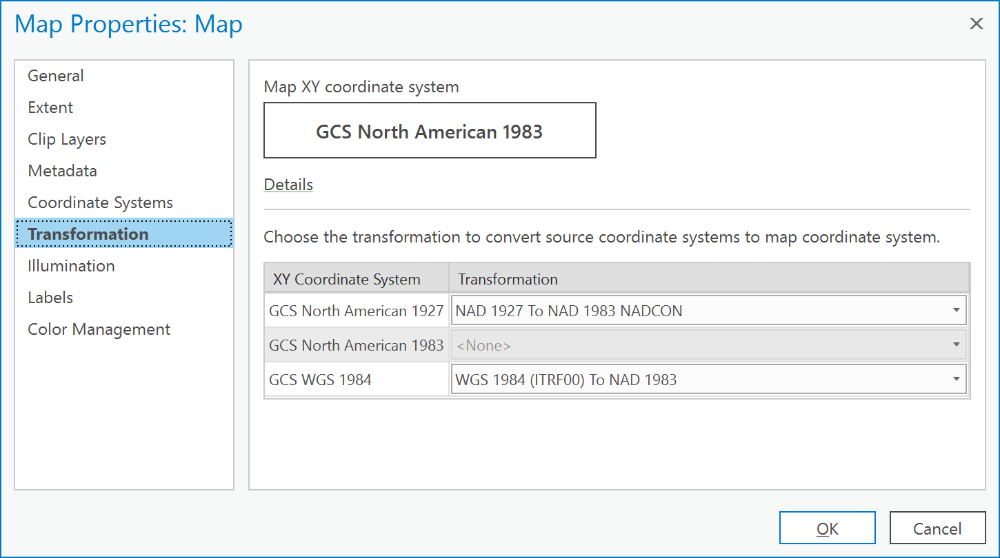 Map Properties: Map
General
Extent
Clip Layers
Metadata
Coordinate Systems
Transformation
Illumination
Labels
Color Management
Map XY coordinate system
GCS North American 1983
Details
Choose the transformation to convert source coordinate systems to map coordinate system.
XY Coordinate System Transformation
GCS North American 1927 NAD 1927 To NAD 1983 NADCON
GCS North American 1983 <None>
GCS WGS 1984 WGS 1984 (ITRF00) To NAD 1983
OK Cancel